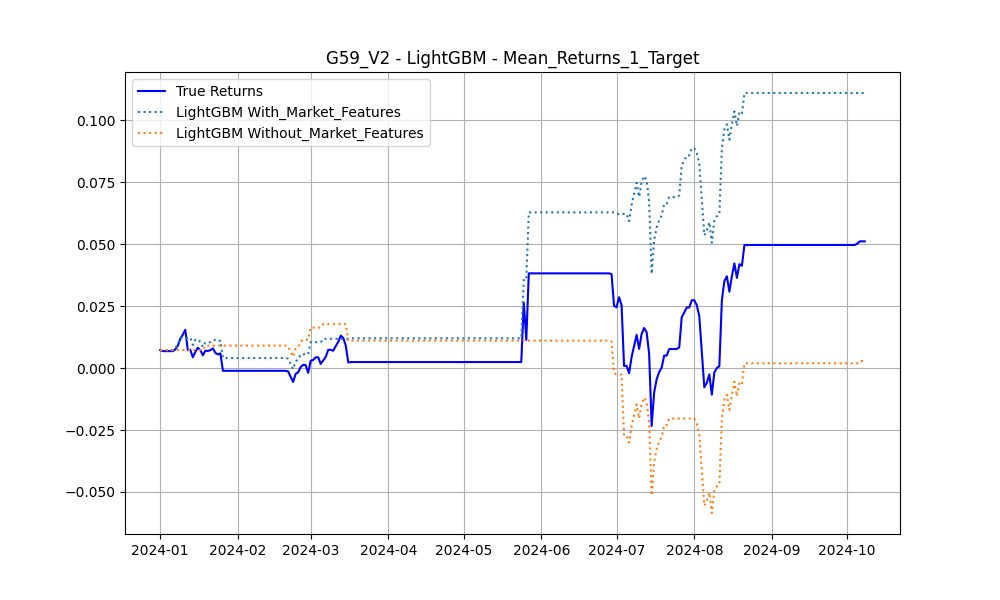 G59_V2 - LightGBM - Mean_Returns_1_Target
True Returns
LightGBM With_Market_Features
LightGBM Without_Market_Features
0.100
0.075
0.050
0.025
0.000
−0.025
−0.050
2024-01 2024-02 2024-03 2024-04 2024-05 2024-06 2024-07 2024-08 2024-09 2024-10